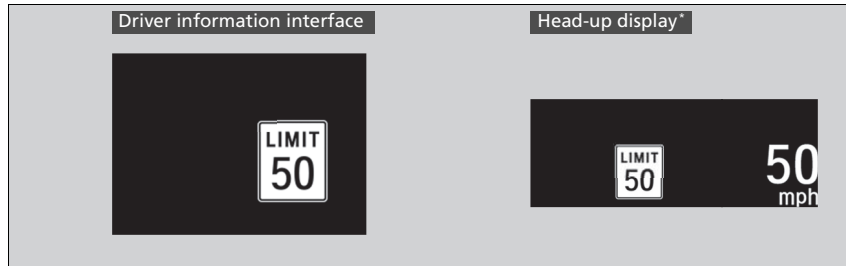 Driver information interface
LIMIT
50
Head-up display*
LIMIT
50
50
mph